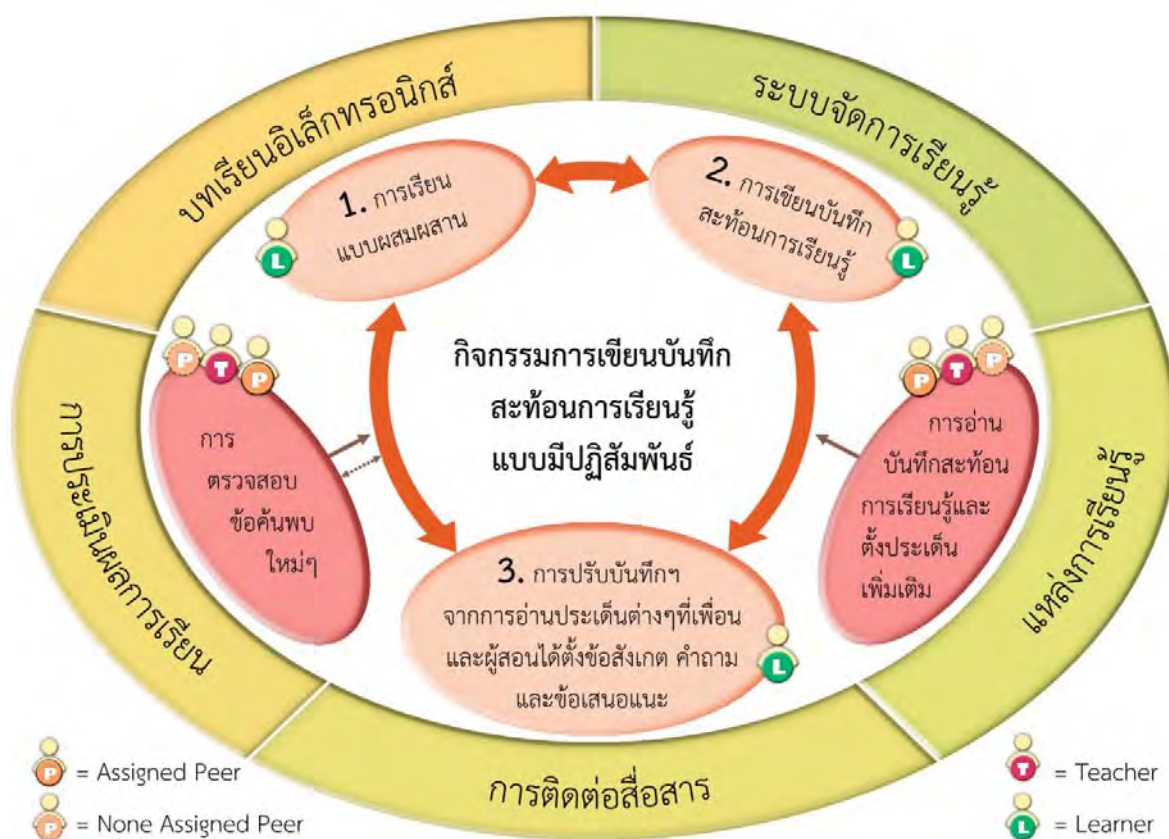 บทเรียนอิเล็กทรอนิกส์
ระบบจัดการเรียนรู้
1. การเรียน
แบบผสมผสาน
L
2. การเขียนบันทึก
สะท้อนการเรียนรู้
L
กิจกรรมการเขียนบันทึก
สะท้อนการเรียนรู้
แบบมีปฏิสัมพันธ์
P T P
การ
ตรวจสอบ
ข้อค้นพบ
ใหม่ๆ
P T P
การอ่าน
บันทึกสะท้อน
การเรียนรู้และ
ตั้งประเด็น
เพิ่มเติม
การประเมินผลการเรียน
แหล่งการเรียนรู้
3. การปรับบันทึกฯ
จากการอ่านประเด็นต่างๆที่เพื่อน
และผู้สอนได้ตั้งข้อสังเกต คำถาม
และข้อเสนอแนะ
L
การติดต่อสื่อสาร
P = Assigned Peer
P = None Assigned Peer
T = Teacher
L = Learner